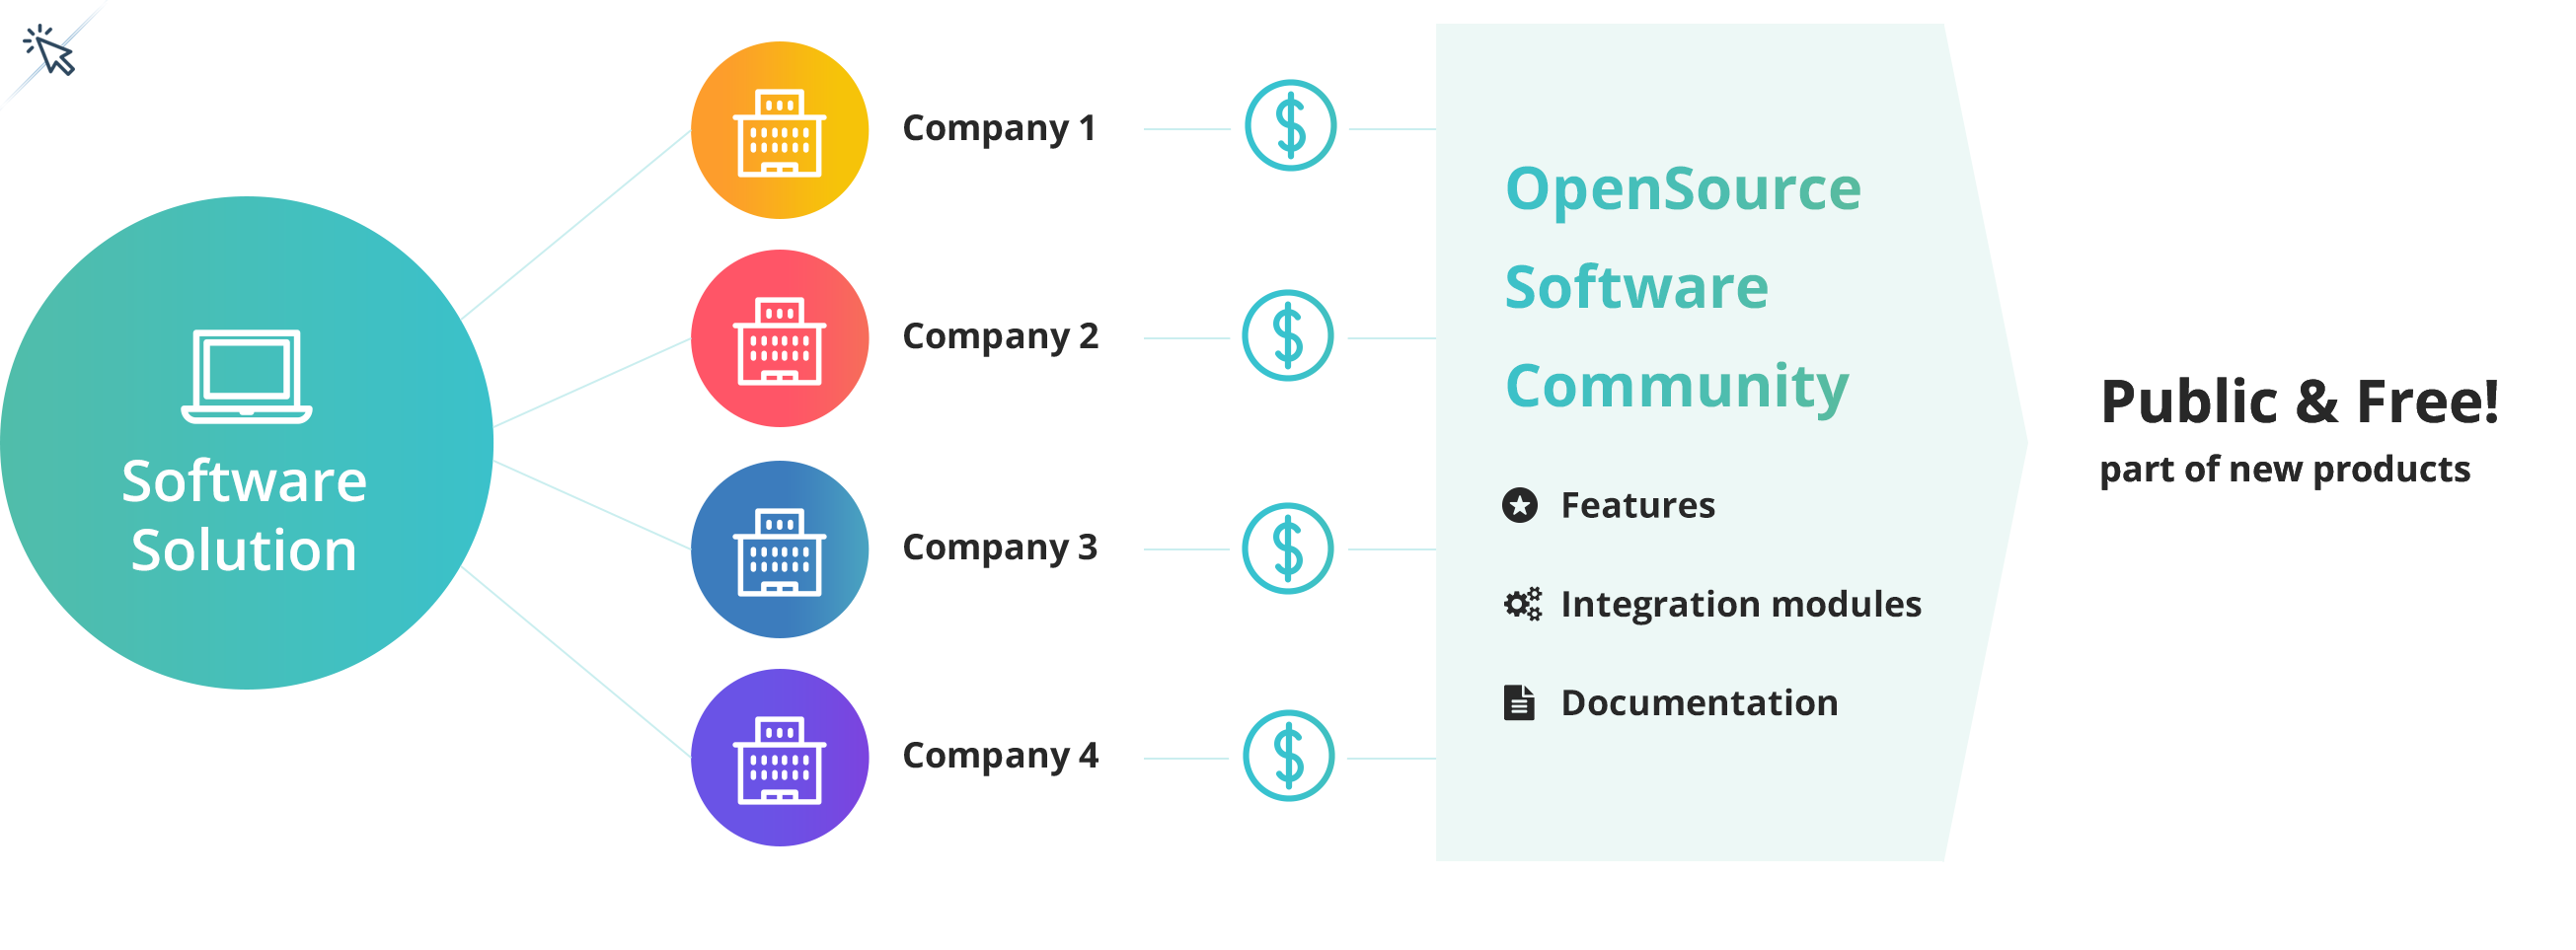 Software
Solution
Company 1
Company 2
Company 3
Company 4
OpenSource
Software
Community
Features
Integration modules
Documentation
Public & Free!
part of new products